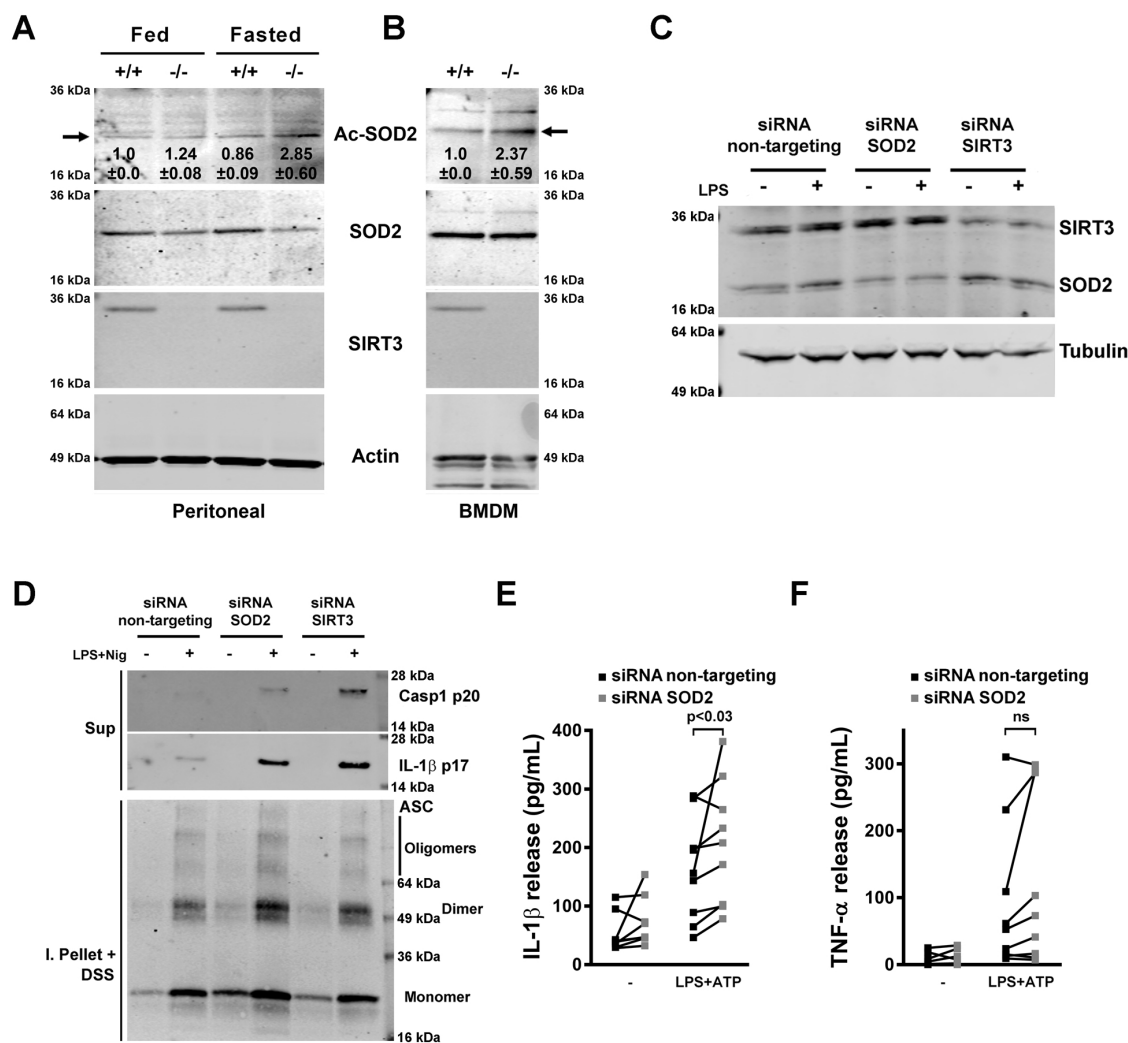 A
Fed Fasted
+/+ -/- +/+ -/-
36 kDa
Ac-SOD2
1.0 1.24 0.86 2.85
±0.0 ±0.08 ±0.09 ±0.60
16 kDa
36 kDa
SOD2
16 kDa
36 kDa
SIRT3
16 kDa
64 kDa
49 kDa
Actin
Peritoneal
B
+/+ -/-
36 kDa
1.0 2.37
±0.0 ±0.59
16 kDa
36 kDa
16 kDa
36 kDa
16 kDa
64 kDa
49 kDa
BMDM
C
siRNA siRNA siRNA
non-targeting SOD2 SIRT3
LPS - + - + - +
36 kDa
SIRT3
SOD2
16 kDa
64 kDa
Tubulin
49 kDa
D
siRNA siRNA siRNA
non-targeting SOD2 SIRT3
LPS+Nig - + - + - +
28 kDa
Casp1 p20
14 kDa
Sup
28 kDa
IL-1β p17
14 kDa
ASC
Oligomers
64 kDa
Dimer
49 kDa
I. Pellet +
DSS
36 kDa
Monomer
16 kDa
E
siRNA non-targeting
siRNA SOD2
p<0.03
IL-1β release (pg/mL)
400
300
200
100
0
- LPS+ATP
F
siRNA non-targeting
siRNA SOD2
ns
TNF-α release (pg/mL)
300
200
100
0
- LPS+ATP